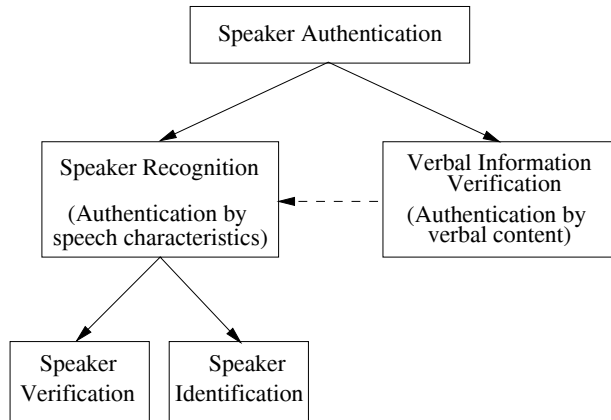 Speaker Authentication
Speaker Recognition
(Authentication by
speech characteristics)
Verbal Information
Verification
(Authentication by
verbal content)
Speaker
Verification
Speaker
Identification